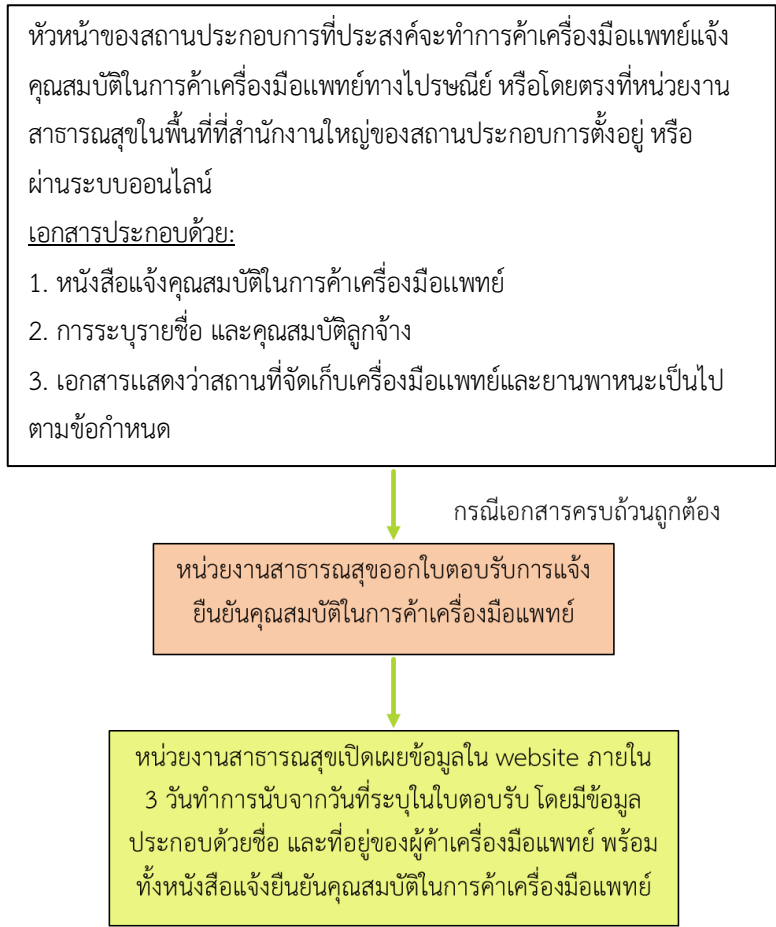 หัวหน้าของสถานประกอบการที่ประสงค์จะทำการค้าเครื่องมือแพทย์แจ้ง
คุณสมบัติในการค้าเครื่องมือแพทย์ทางไปรษณีย์ หรือโดยตรงที่หน่วยงาน
สาธารณสุขในพื้นที่ที่สำนักงานใหญ่ของสถานประกอบการตั้งอยู่ หรือ
ผ่านระบบออนไลน์
เอกสารประกอบด้วย:
1. หนังสือแจ้งคุณสมบัติในการค้าเครื่องมือแพทย์
2. การระบุรายชื่อ และคุณสมบัติลูกจ้าง
3. เอกสารแสดงว่าสถานที่จัดเก็บเครื่องมือแพทย์และยานพาหนะเป็นไป
ตามข้อกำหนด
กรณีเอกสารครบถ้วนถูกต้อง
หน่วยงานสาธารณสุขออกใบตอบรับการแจ้ง
ยืนยันคุณสมบัติในการค้าเครื่องมือแพทย์
หน่วยงานสาธารณสุขเปิดเผยข้อมูลใน website ภายใน
3 วันทำการนับจากวันที่ระบุในใบตอบรับ โดยมีข้อมูล
ประกอบด้วยชื่อ และที่อยู่ของผู้ค้าเครื่องมือแพทย์ พร้อม
ทั้งหนังสือแจ้งยืนยันคุณสมบัติในการค้าเครื่องมือแพทย์